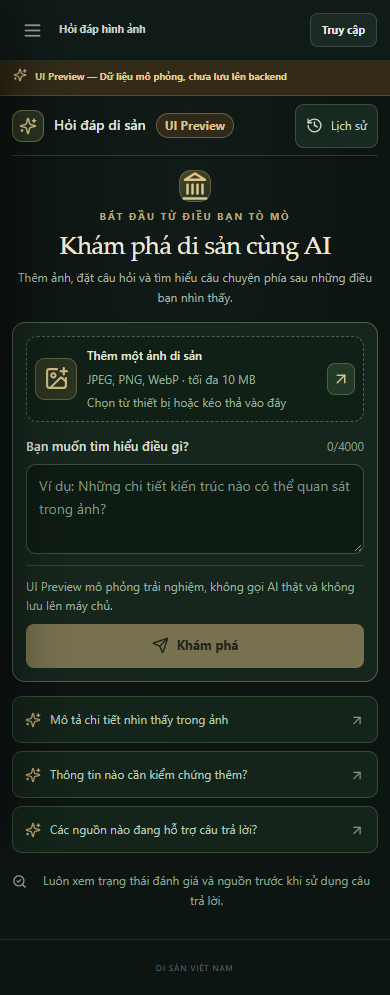 Hỏi đáp hình ảnh
Truy cập
UI Preview — Dữ liệu mô phỏng, chưa lưu lên backend
Hỏi đáp di sản
UI Preview
Lịch sử
BẮT ĐẦU TỪ ĐIỀU BẠN TÒ MÒ
Khám phá di sản cùng AI
Thêm ảnh, đặt câu hỏi và tìm hiểu câu chuyện phía sau những điều
bạn nhìn thấy.
Thêm một ảnh di sản
JPEG, PNG, WebP · tối đa 10 MB
Chọn từ thiết bị hoặc kéo thả vào đây
Bạn muốn tìm hiểu điều gì?
0/4000
Ví dụ: Những chi tiết kiến trúc nào có thể quan sát
trong ảnh?
UI Preview mô phỏng trải nghiệm, không gọi AI thật và không
lưu lên máy chủ.
Khám phá
Mô tả chi tiết nhìn thấy trong ảnh
Thông tin nào cần kiểm chứng thêm?
Các nguồn nào đang hỗ trợ câu trả lời?
Luôn xem trạng thái đánh giá và nguồn trước khi sử dụng câu
trả lời.
DI SẢN VIỆT NAM